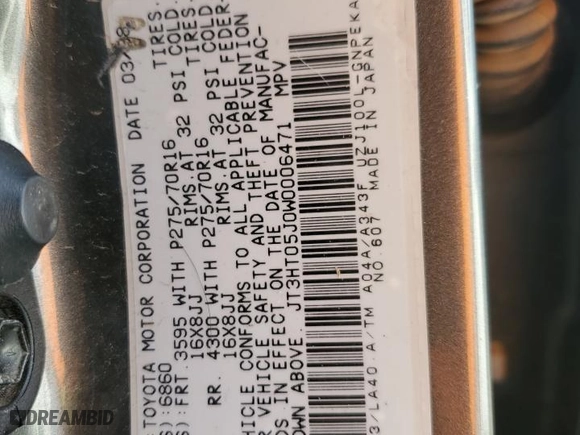 TOYOTA MOTOR CORPORATION DATE 03/98
):6860
):FRT.3595 WITH P275/70R16 TIRES.
16X8JJ RIMS.AT 32 PSI COLD.
RR. 4300 WITH P275/70R16 TIRES.
16X8JJ RIMS.AT 32 PSI COLD.
HICLE CONFORMS TO ALL APPLICABLE FEDER-
R VEHICLE SAFETY AND THEFT PREVENTION
DS IN EFFECT ON THE DATE OF MANUFAC-
OWN ABOVE. JT3HT05J0W0006471 MPV
3/LA40 A/TM A04A/A343F UZJ100L-GNPEKA
NO.607 MADE IN JAPAN
DREAMBID